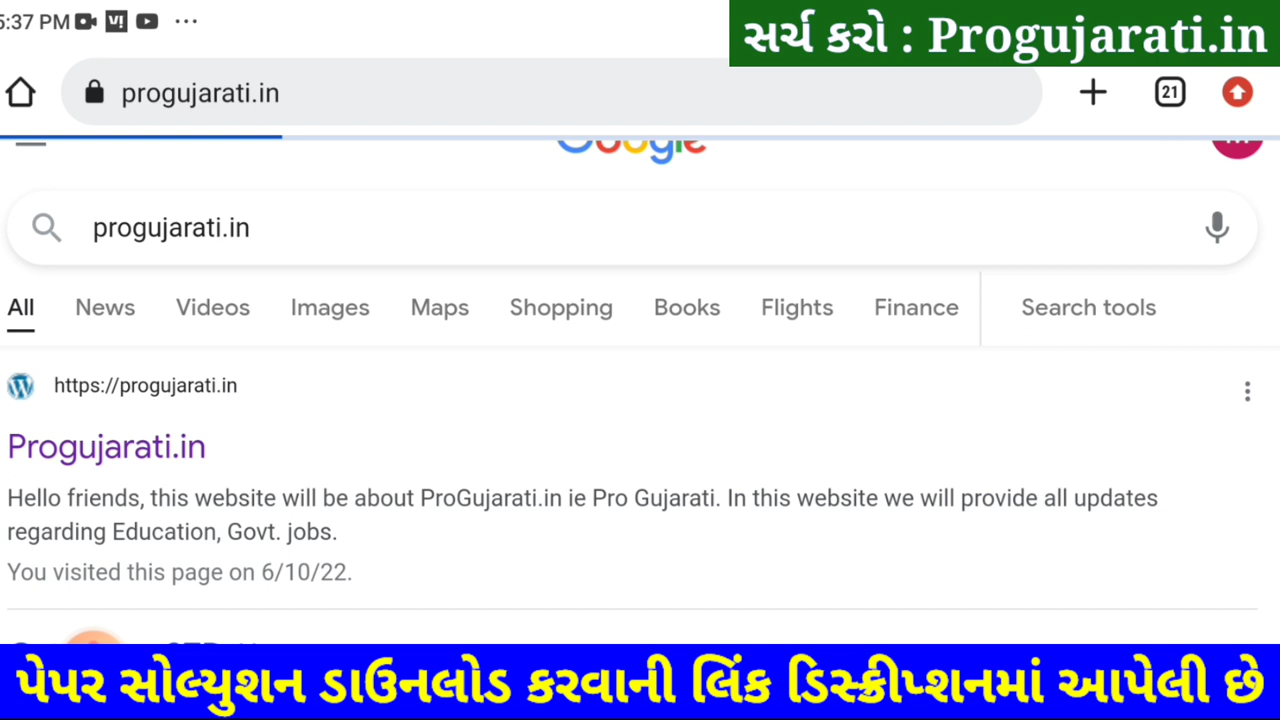 5:37 PM
સર્ચ કરો : Progujarati.in
progujarati.in
21
Google
progujarati.in
All News Videos Images Maps Shopping Books Flights Finance Search tools
https://progujarati.in
Progujarati.in
Hello friends, this website will be about ProGujarati.in ie Pro Gujarati. In this website we will provide all updates
regarding Education, Govt. jobs.
You visited this page on 6/10/22.
પેપર સોલ્યુશન ડાઉનલોડ કરવાની લિંક ડિસ્ક્રીપ્શનમાં આપેલી છે